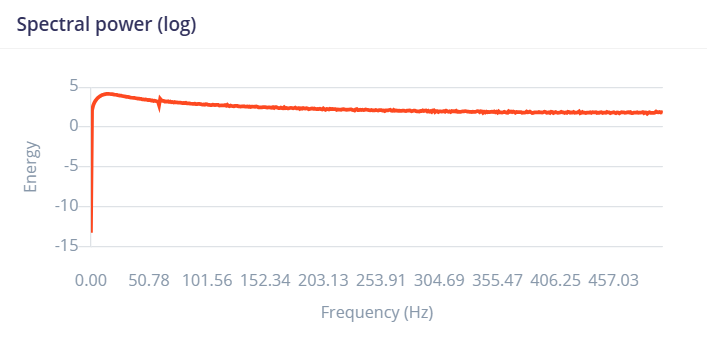 Spectral power (log)
5
0
-5
-10
-15
Energy
0.00 50.78 101.56 152.34 203.13 253.91 304.69 355.47 406.25 457.03
Frequency (Hz)